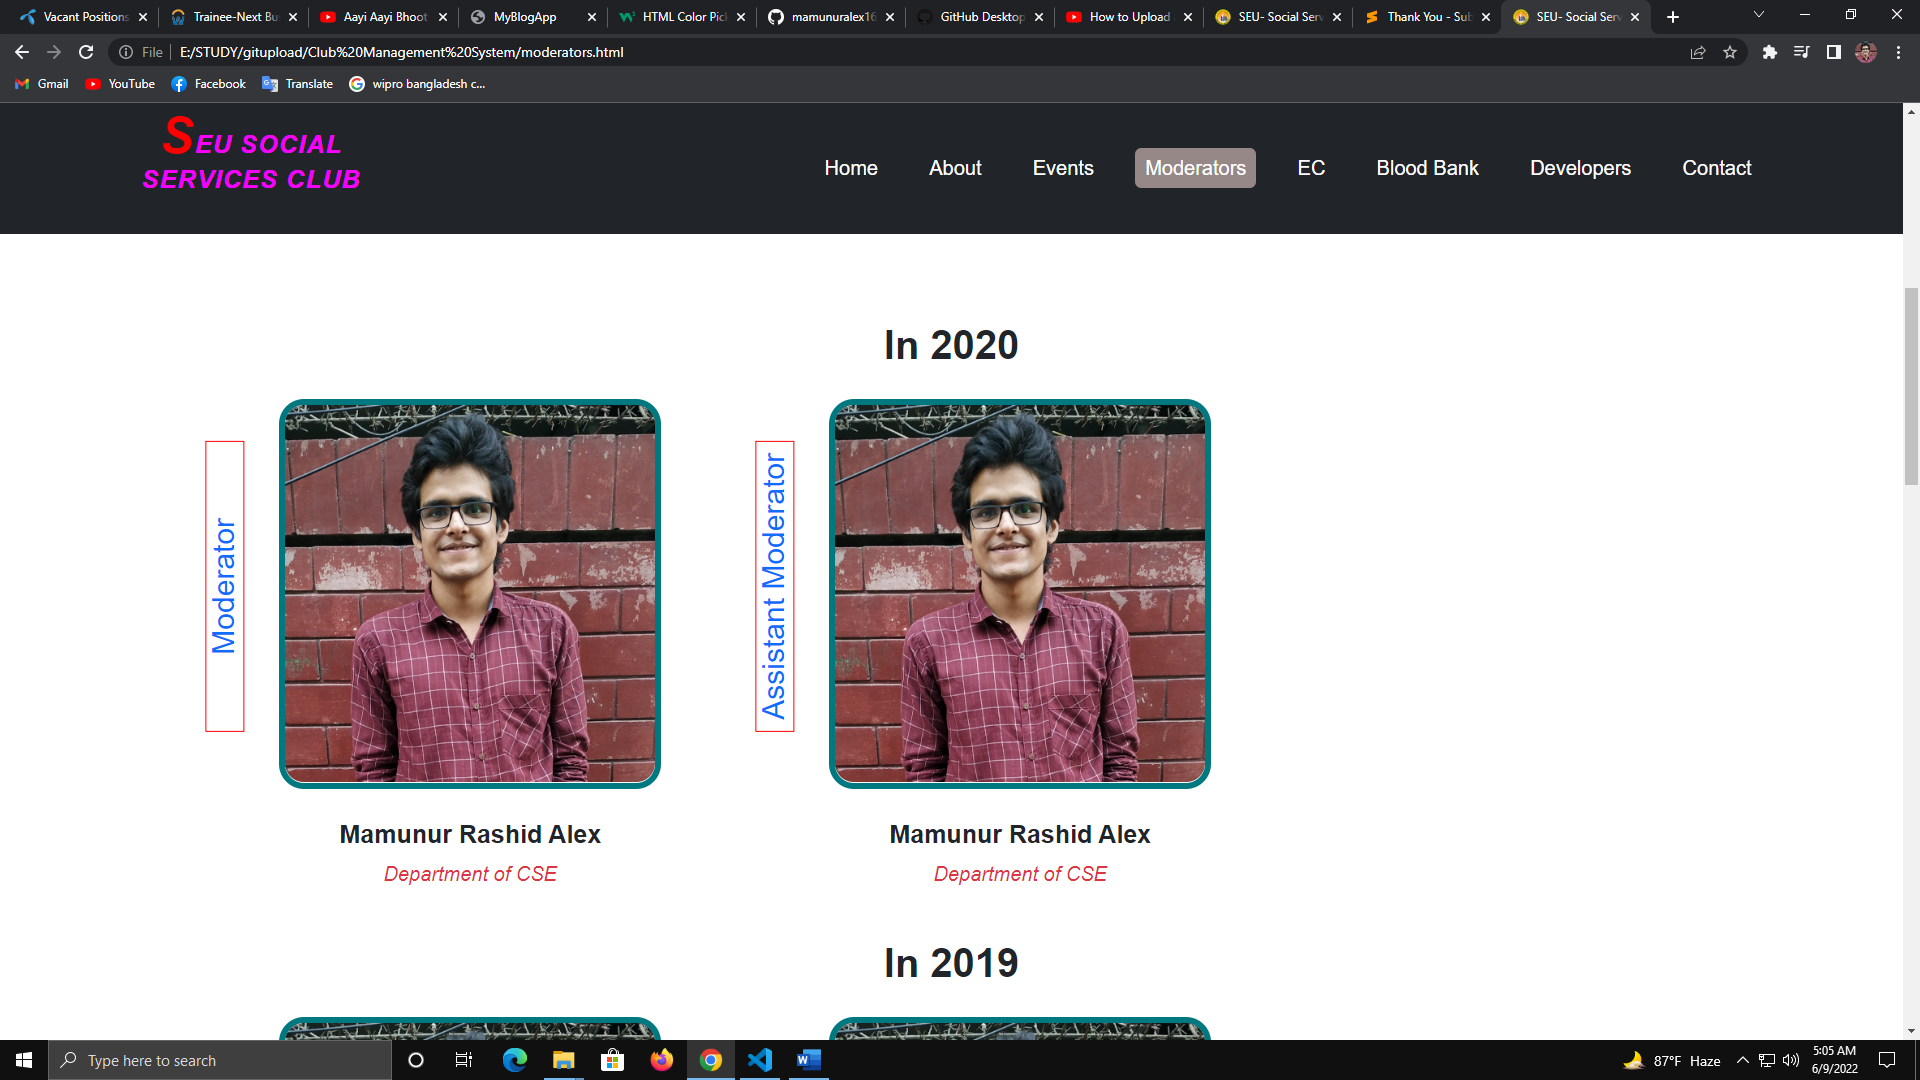 Vacant Positions
Trainee-Next Bu
Aayi Aayi Bhoot
MyBlogApp
HTML Color Pic
mamunuralex16
GitHub Desktop
How to Upload
SEU- Social Serv
Thank You - Sub
SEU- Social Serv
File
E:/STUDY/gitupload/Club%20Management%20System/moderators.html
Gmail
YouTube
Facebook
Translate
wipro bangladesh c...
SEU SOCIAL
SERVICES CLUB
Home
About
Events
Moderators
EC
Blood Bank
Developers
Contact
In 2020
Moderator
Assistant Moderator
Mamunur Rashid Alex
Department of CSE
Mamunur Rashid Alex
Department of CSE
In 2019
Type here to search
87°F Haze
5:05 AM
6/9/2022